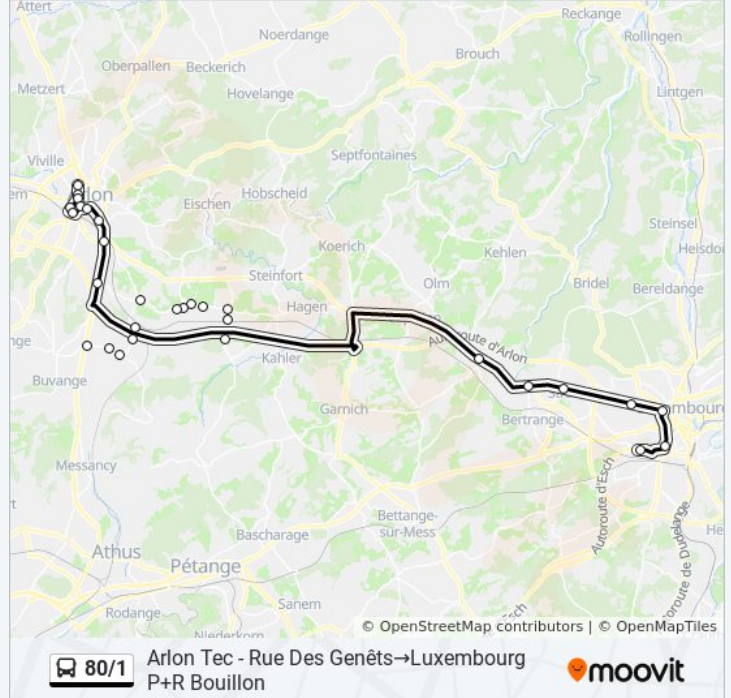 Attert
Reckange
Noerdange
Rollingen
Brouch
Oberpallen
Beckerich
Metzert
Hovelange
Lintgen
Septfontaines
Viville
Hobscheid
Eischen
Steinsel
Koerich
Kehlen
Steinfort
Olm
Bridel
Bereldange
Hagen
Autoroute d'Arlon
Kahler
Buvange
Garnich
Bertrange
Messancy
Autoroute d'Esch
Bettange-
sur-Mess
Bascharage
Athus
Pétange
Sanem
Rodange
Niederkorn
© OpenStreetMap contributors | © OpenMapTiles
80/1
Arlon Tec - Rue Des Genêts→Luxembourg
P+R Bouillon
moovit